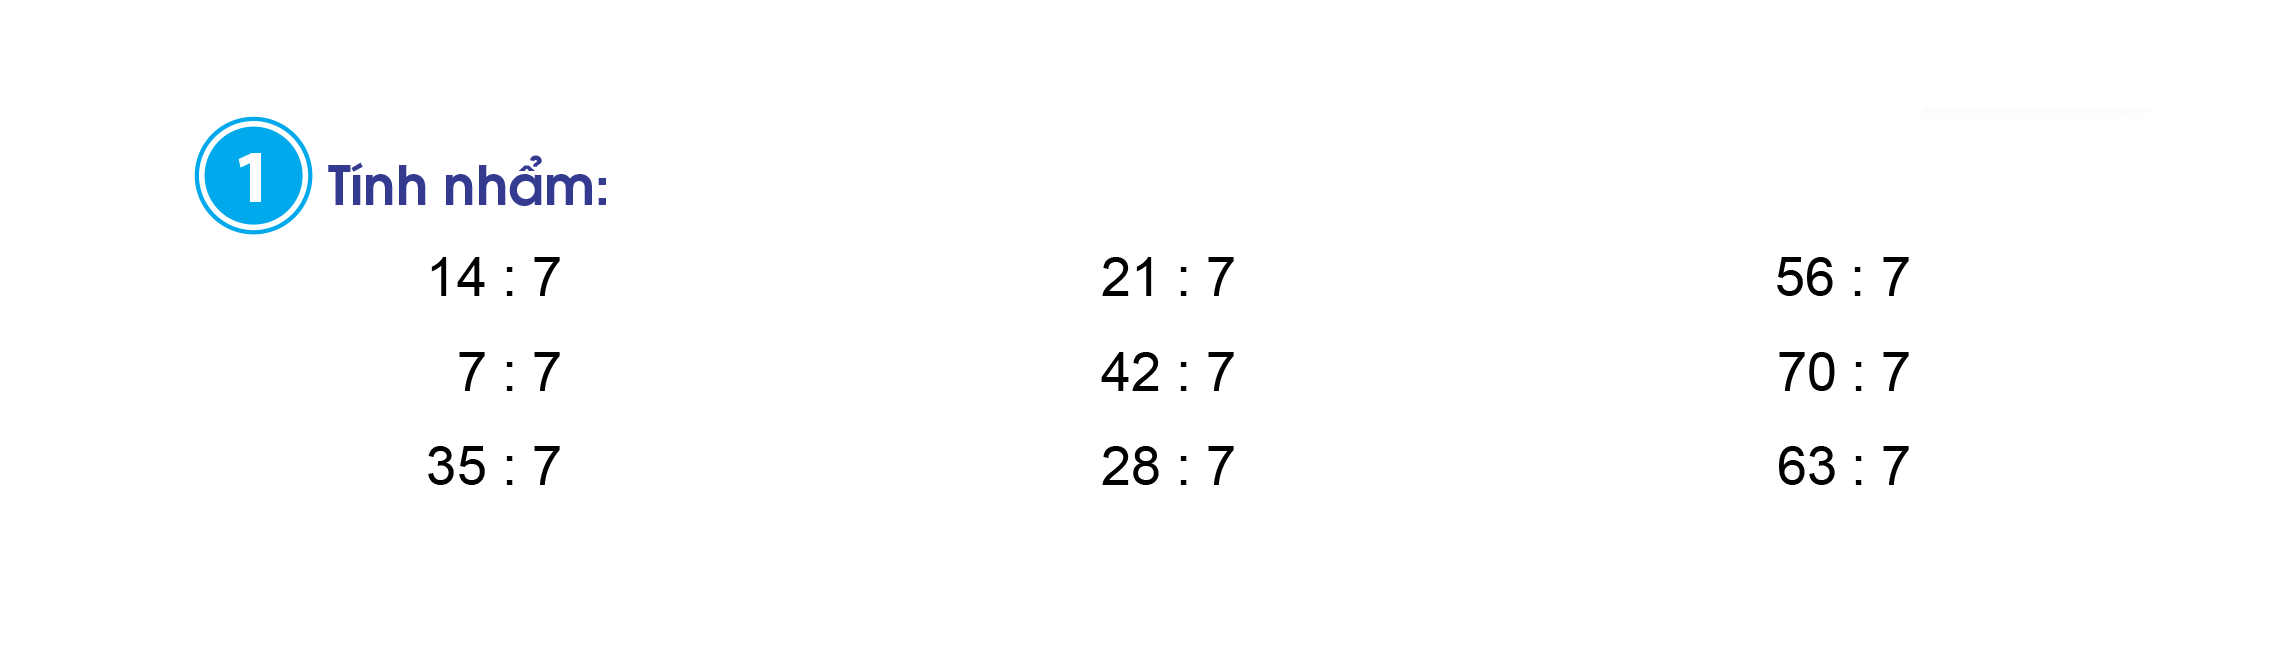 1 Tính nhẩm:
14 : 7 21 : 7 56 : 7
7 : 7 42 : 7 70 : 7
35 : 7 28 : 7 63 : 7